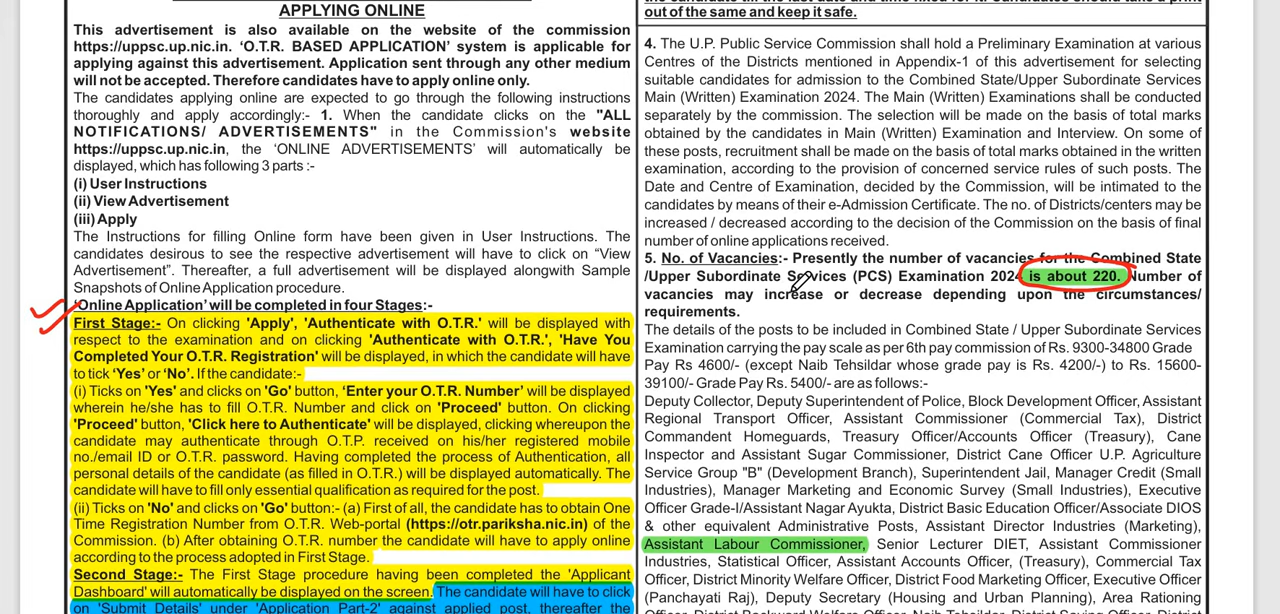 APPLYING ONLINE
This advertisement is also available on the website of the commission
https://uppsc.up.nic.in. ‘O.T.R. BASED APPLICATION’ system is applicable for
applying against this advertisement. Application sent through any other medium
will not be accepted. Therefore candidates have to apply online only.
The candidates applying online are expected to go through the following instructions
thoroughly and apply accordingly:- 1. When the candidate clicks on the "ALL
NOTIFICATIONS/ ADVERTISEMENTS" in the Commission's website
https://uppsc.up.nic.in, the ‘ONLINE ADVERTISEMENTS’ will automatically be
displayed, which has following 3 parts :-
(i) User Instructions
(ii) View Advertisement
(iii) Apply
The Instructions for filling Online form have been given in User Instructions. The
candidates desirous to see the respective advertisement will have to click on “View
Advertisement”. Thereafter, a full advertisement will be displayed alongwith Sample
Snapshots of Online Application procedure.
‘Online Application’ will be completed in four Stages:-
First Stage:- On clicking 'Apply', 'Authenticate with O.T.R.' will be displayed with
respect to the examination and on clicking 'Authenticate with O.T.R.', 'Have You
Completed Your O.T.R. Registration' will be displayed, in which the candidate will have
to tick ‘Yes’ or ‘No’. If the candidate:-
(i) Ticks on 'Yes' and clicks on 'Go' button, ‘Enter your O.T.R. Number’ will be displayed
wherein he/she has to fill O.T.R. Number and click on 'Proceed' button. On clicking
'Proceed' button, 'Click here to Authenticate' will be displayed, clicking whereupon the
candidate may authenticate through O.T.P. received on his/her registered mobile
no./email ID or O.T.R. password. Having completed the process of Authentication, all
personal details of the candidate (as filled in O.T.R.) will be displayed automatically. The
candidate will have to fill only essential qualification as required for the post.
(ii) Ticks on 'No' and clicks on 'Go' button:- (a) First of all, the candidate has to obtain One
Time Registration Number from O.T.R. Web-portal (https://otr.pariksha.nic.in) of the
Commission. (b) After obtaining O.T.R. number the candidate will have to apply online
according to the process adopted in First Stage.
Second Stage:- The First Stage procedure having been completed the 'Applicant
Dashboard' will automatically be displayed on the screen. The candidate will have to click
on 'Submit Details' under 'Application Part-2' against applied post, thereafter the
out of the same and keep it safe.
4. The U.P. Public Service Commission shall hold a Preliminary Examination at various
Centres of the Districts mentioned in Appendix-1 of this advertisement for selecting
suitable candidates for admission to the Combined State/Upper Subordinate Services
Main (Written) Examination 2024. The Main (Written) Examinations shall be conducted
separately by the commission. The selection will be made on the basis of total marks
obtained by the candidates in Main (Written) Examination and Interview. On some of
these posts, recruitment shall be made on the basis of total marks obtained in the written
examination, according to the provision of concerned service rules of such posts. The
Date and Centre of Examination, decided by the Commission, will be intimated to the
candidates by means of their e-Admission Certificate. The no. of Districts/centers may be
increased / decreased according to the decision of the Commission on the basis of final
number of online applications received.
5. No. of Vacancies:- Presently the number of vacancies for the Combined State
/Upper Subordinate Services (PCS) Examination 2024 is about 220. Number of
vacancies may increase or decrease depending upon the circumstances/
requirements.
The details of the posts to be included in Combined State / Upper Subordinate Services
Examination carrying the pay scale as per 6th pay commission of Rs. 9300-34800 Grade
Pay Rs 4600/- (except Naib Tehsildar whose grade pay is Rs. 4200/-) to Rs. 15600-
39100/- Grade Pay Rs. 5400/- are as follows:-
Deputy Collector, Deputy Superintendent of Police, Block Development Officer, Assistant
Regional Transport Officer, Assistant Commissioner (Commercial Tax), District
Commandent Homeguards, Treasury Officer/Accounts Officer (Treasury), Cane
Inspector and Assistant Sugar Commissioner, District Cane Officer U.P. Agriculture
Service Group "B" (Development Branch), Superintendent Jail, Manager Credit (Small
Industries), Manager Marketing and Economic Survey (Small Industries), Executive
Officer Grade-I/Assistant Nagar Ayukta, District Basic Education Officer/Associate DIOS
& other equivalent Administrative Posts, Assistant Director Industries (Marketing),
Assistant Labour Commissioner, Senior Lecturer DIET, Assistant Commissioner
Industries, Statistical Officer, Assistant Accounts Officer, (Treasury), Commercial Tax
Officer, District Minority Welfare Officer, District Food Marketing Officer, Executive Officer
(Panchayati Raj), Deputy Secretary (Housing and Urban Planning), Area Rationing